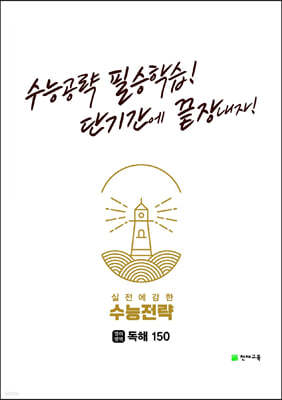 수능공략 필승학습!
단기간에 끝장내자!
실전에강한
수능전략
영어
영역
독해 150
천재교육